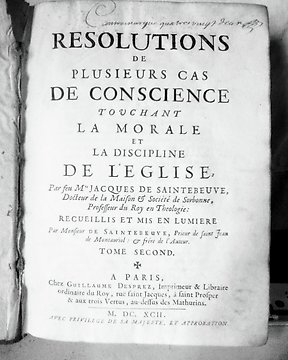 RESOLUTIONS
DE
PLUSIEURS CAS
DE CONSCIENCE
TOUCHANT
LA MORALE
ET
LA DISCIPLINE
DE L'EGLISE,
Par feu Mre JACQUES DE SAINTEBEUVE,
Docteur de la Maison & Société de Sorbonne,
Professeur du Roy en Theologie:
RECUEILLIS ET MIS EN LUMIERE
Par Monsieur DE SAINTEBEUVE, Prieur de saint Jean
de Montauriol: & frere de l'Auteur.
TOME SECOND.
A PARIS,
Chez GUILLAUME DESPREZ, Imprimeur & Libraire
ordinaire du Roy, rue saint Jacques, à saint Prosper
& aux trois Vertus, au-dessus des Mathurins.
M. DC. XCII.
AVEC PRIVILEGE DE SA MAJESTE, ET APPROBATION